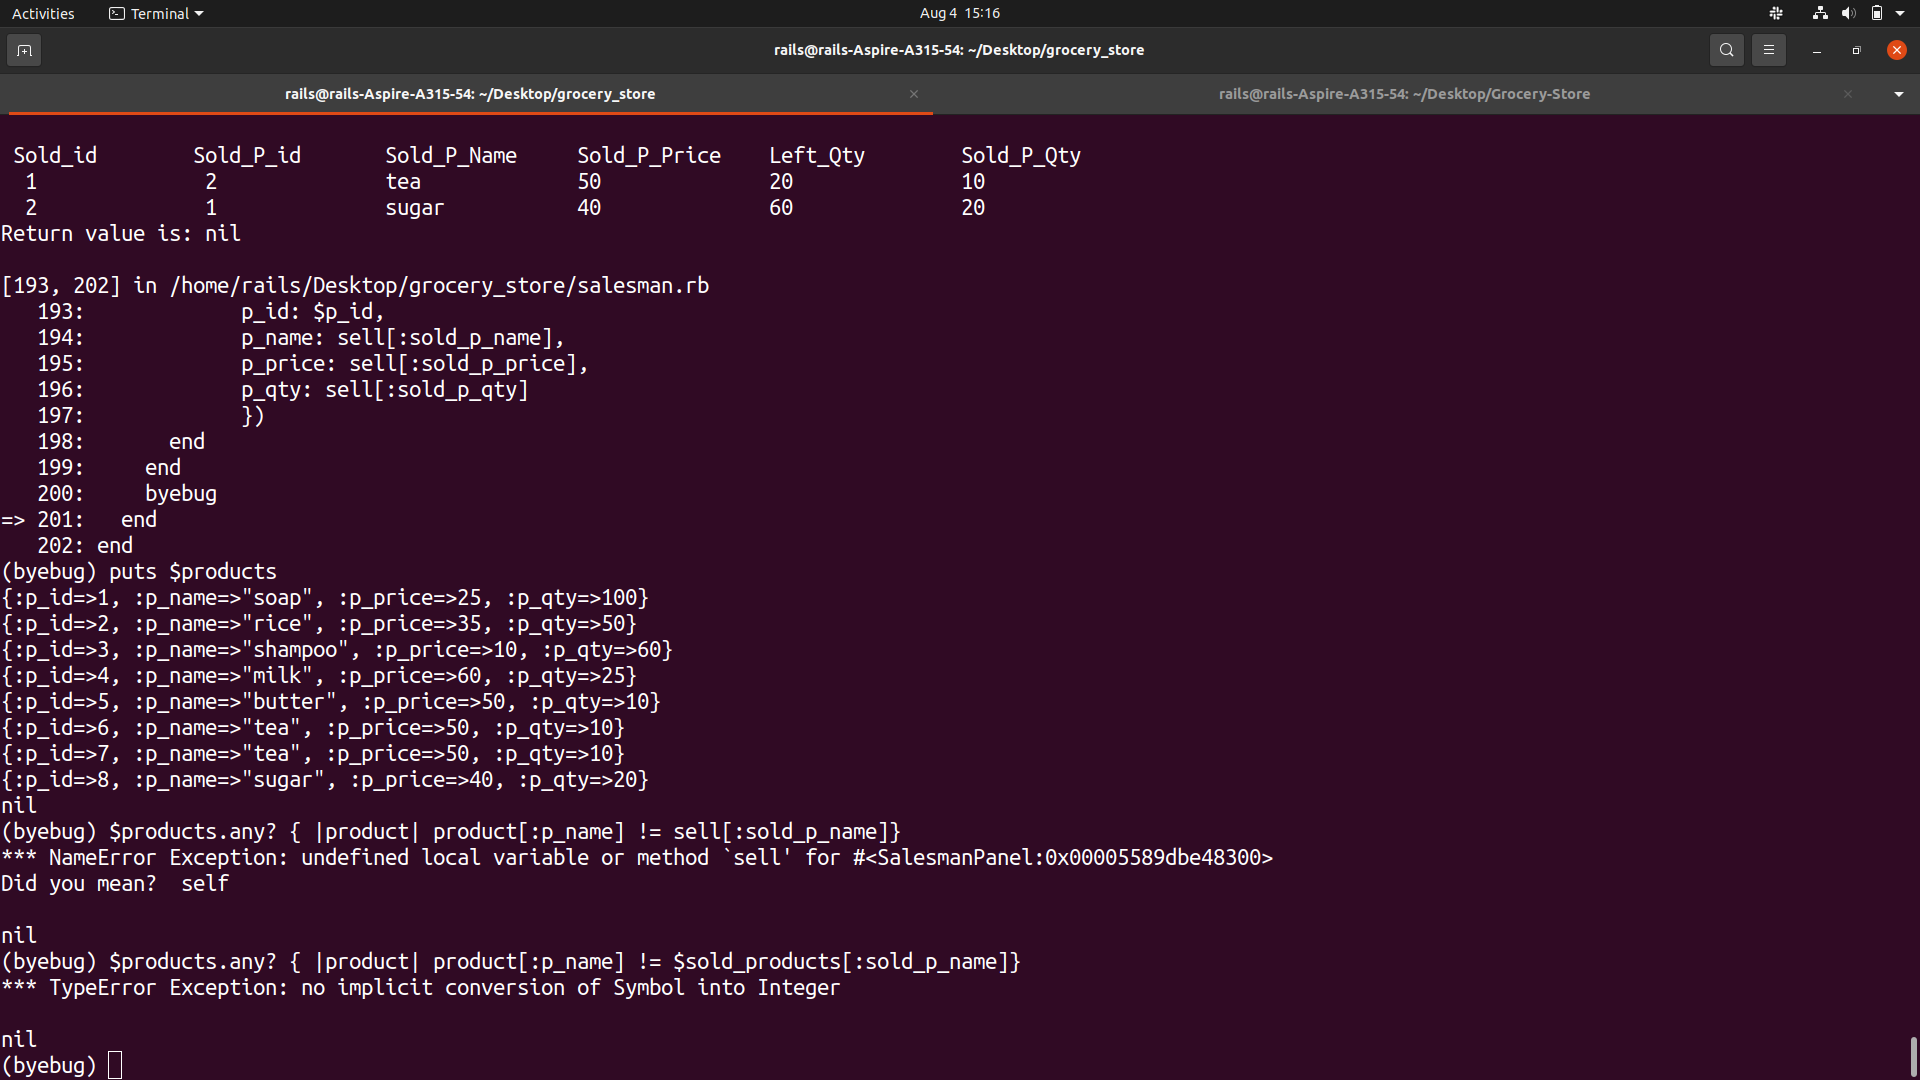 Activities Terminal Aug 4 15:16
rails@rails-Aspire-A315-54: ~/Desktop/grocery_store
rails@rails-Aspire-A315-54: ~/Desktop/grocery_store rails@rails-Aspire-A315-54: ~/Desktop/Grocery-Store
Sold_id Sold_P_id Sold_P_Name Sold_P_Price Left_Qty Sold_P_Qty
1 2 tea 50 20 10
2 1 sugar 40 60 20
Return value is: nil
[193, 202] in /home/rails/Desktop/grocery_store/salesman.rb
193: p_id: $p_id,
194: p_name: sell[:sold_p_name],
195: p_price: sell[:sold_p_price],
196: p_qty: sell[:sold_p_qty]
197: })
198: end
199: end
200: byebug
=> 201: end
202: end
(byebug) puts $products
{:p_id=>1, :p_name=>"soap", :p_price=>25, :p_qty=>100}
{:p_id=>2, :p_name=>"rice", :p_price=>35, :p_qty=>50}
{:p_id=>3, :p_name=>"shampoo", :p_price=>10, :p_qty=>60}
{:p_id=>4, :p_name=>"milk", :p_price=>60, :p_qty=>25}
{:p_id=>5, :p_name=>"butter", :p_price=>50, :p_qty=>10}
{:p_id=>6, :p_name=>"tea", :p_price=>50, :p_qty=>10}
{:p_id=>7, :p_name=>"tea", :p_price=>50, :p_qty=>10}
{:p_id=>8, :p_name=>"sugar", :p_price=>40, :p_qty=>20}
nil
(byebug) $products.any? { |product| product[:p_name] != sell[:sold_p_name]}
*** NameError Exception: undefined local variable or method `sell' for #<SalesmanPanel:0x00005589dbe48300>
Did you mean?  self
nil
(byebug) $products.any? { |product| product[:p_name] != $sold_products[:sold_p_name]}
*** TypeError Exception: no implicit conversion of Symbol into Integer
nil
(byebug)